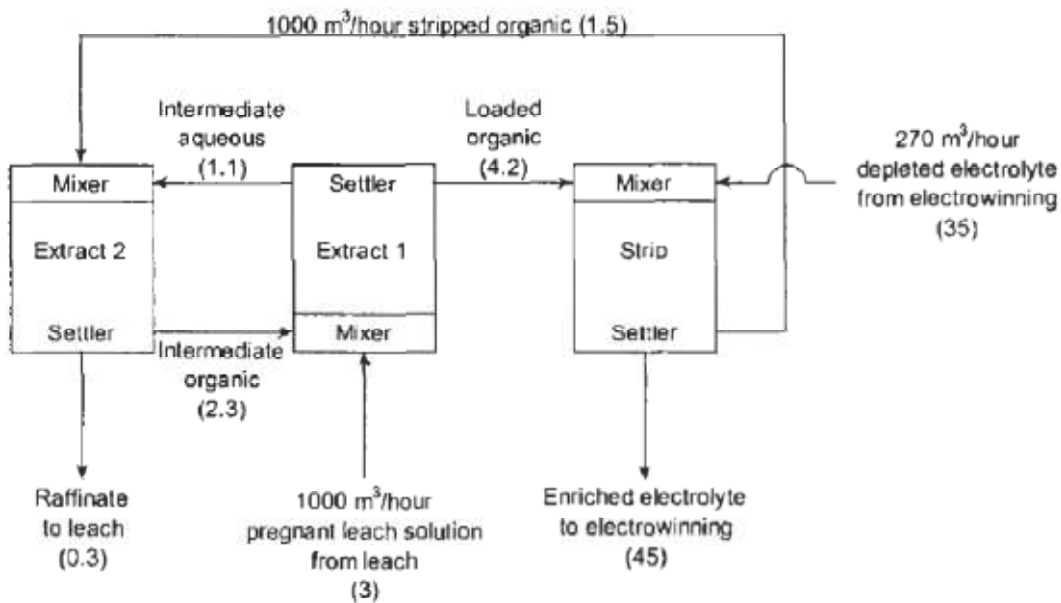 1000 m³/hour stripped organic (1.5)
Intermediate
aqueous
(1.1)
Loaded
organic
(4.2)
270 m³/hour
depleted electrolyte
from electrowinning
(35)
Mixer
Extract 2
Settler
Settler
Extract 1
Mixer
Mixer
Strip
Settler
Intermediate
organic
(2.3)
Raffinate
to leach
(0.3)
1000 m³/hour
pregnant leach solution
from leach
(3)
Enriched electrolyte
to electrowinning
(45)